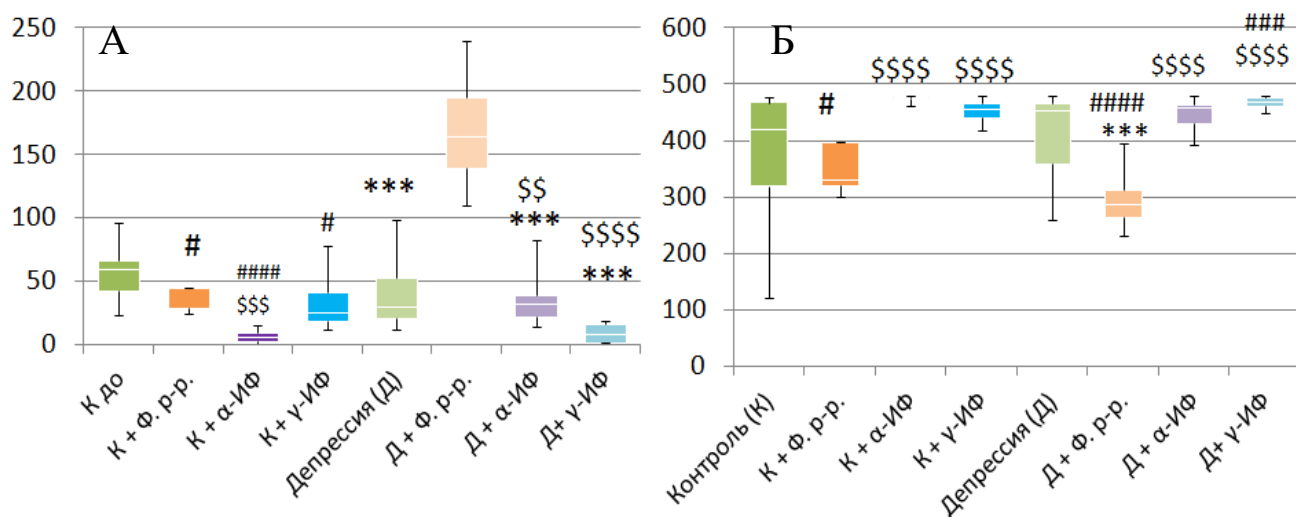 А
250
200
150
100
50
0
#
####
$$$
#
***
$$
***
$$$$
***
К до
К + Ф. р-р.
К + α-ИФ
К + γ-ИФ
Депрессия (Д)
Д + Ф. р-р.
Д + α-ИФ
Д+ γ-ИФ
Б
600
500
400
300
200
100
0
#
$$$$
$$$$
####
***
$$$$
###
$$$$
Контроль (К)
К + Ф. р-р.
К + α-ИФ
К + γ-ИФ
Депрессия (Д)
Д + Ф. р-р.
Д + α-ИФ
Д+ γ-ИФ